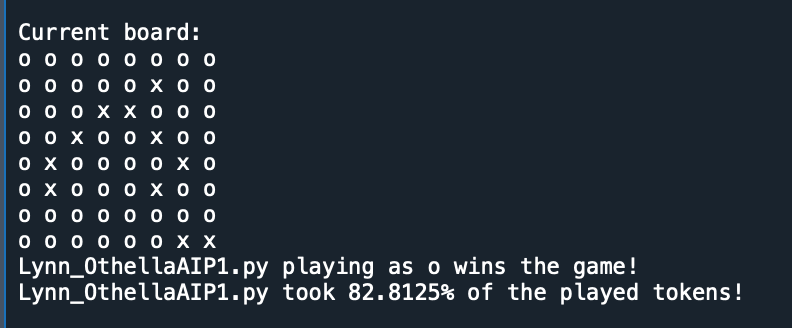 Current board:
o o o o o o o o
o o o o o x o o
o o o x x o o o
o o x o o x o o
o x o o o o x o
o x o o o x o o
o o o o o o o o
o o o o o o x x
Lynn_OthellaAIP1.py playing as o wins the game!
Lynn_OthellaAIP1.py took 82.8125% of the played tokens!